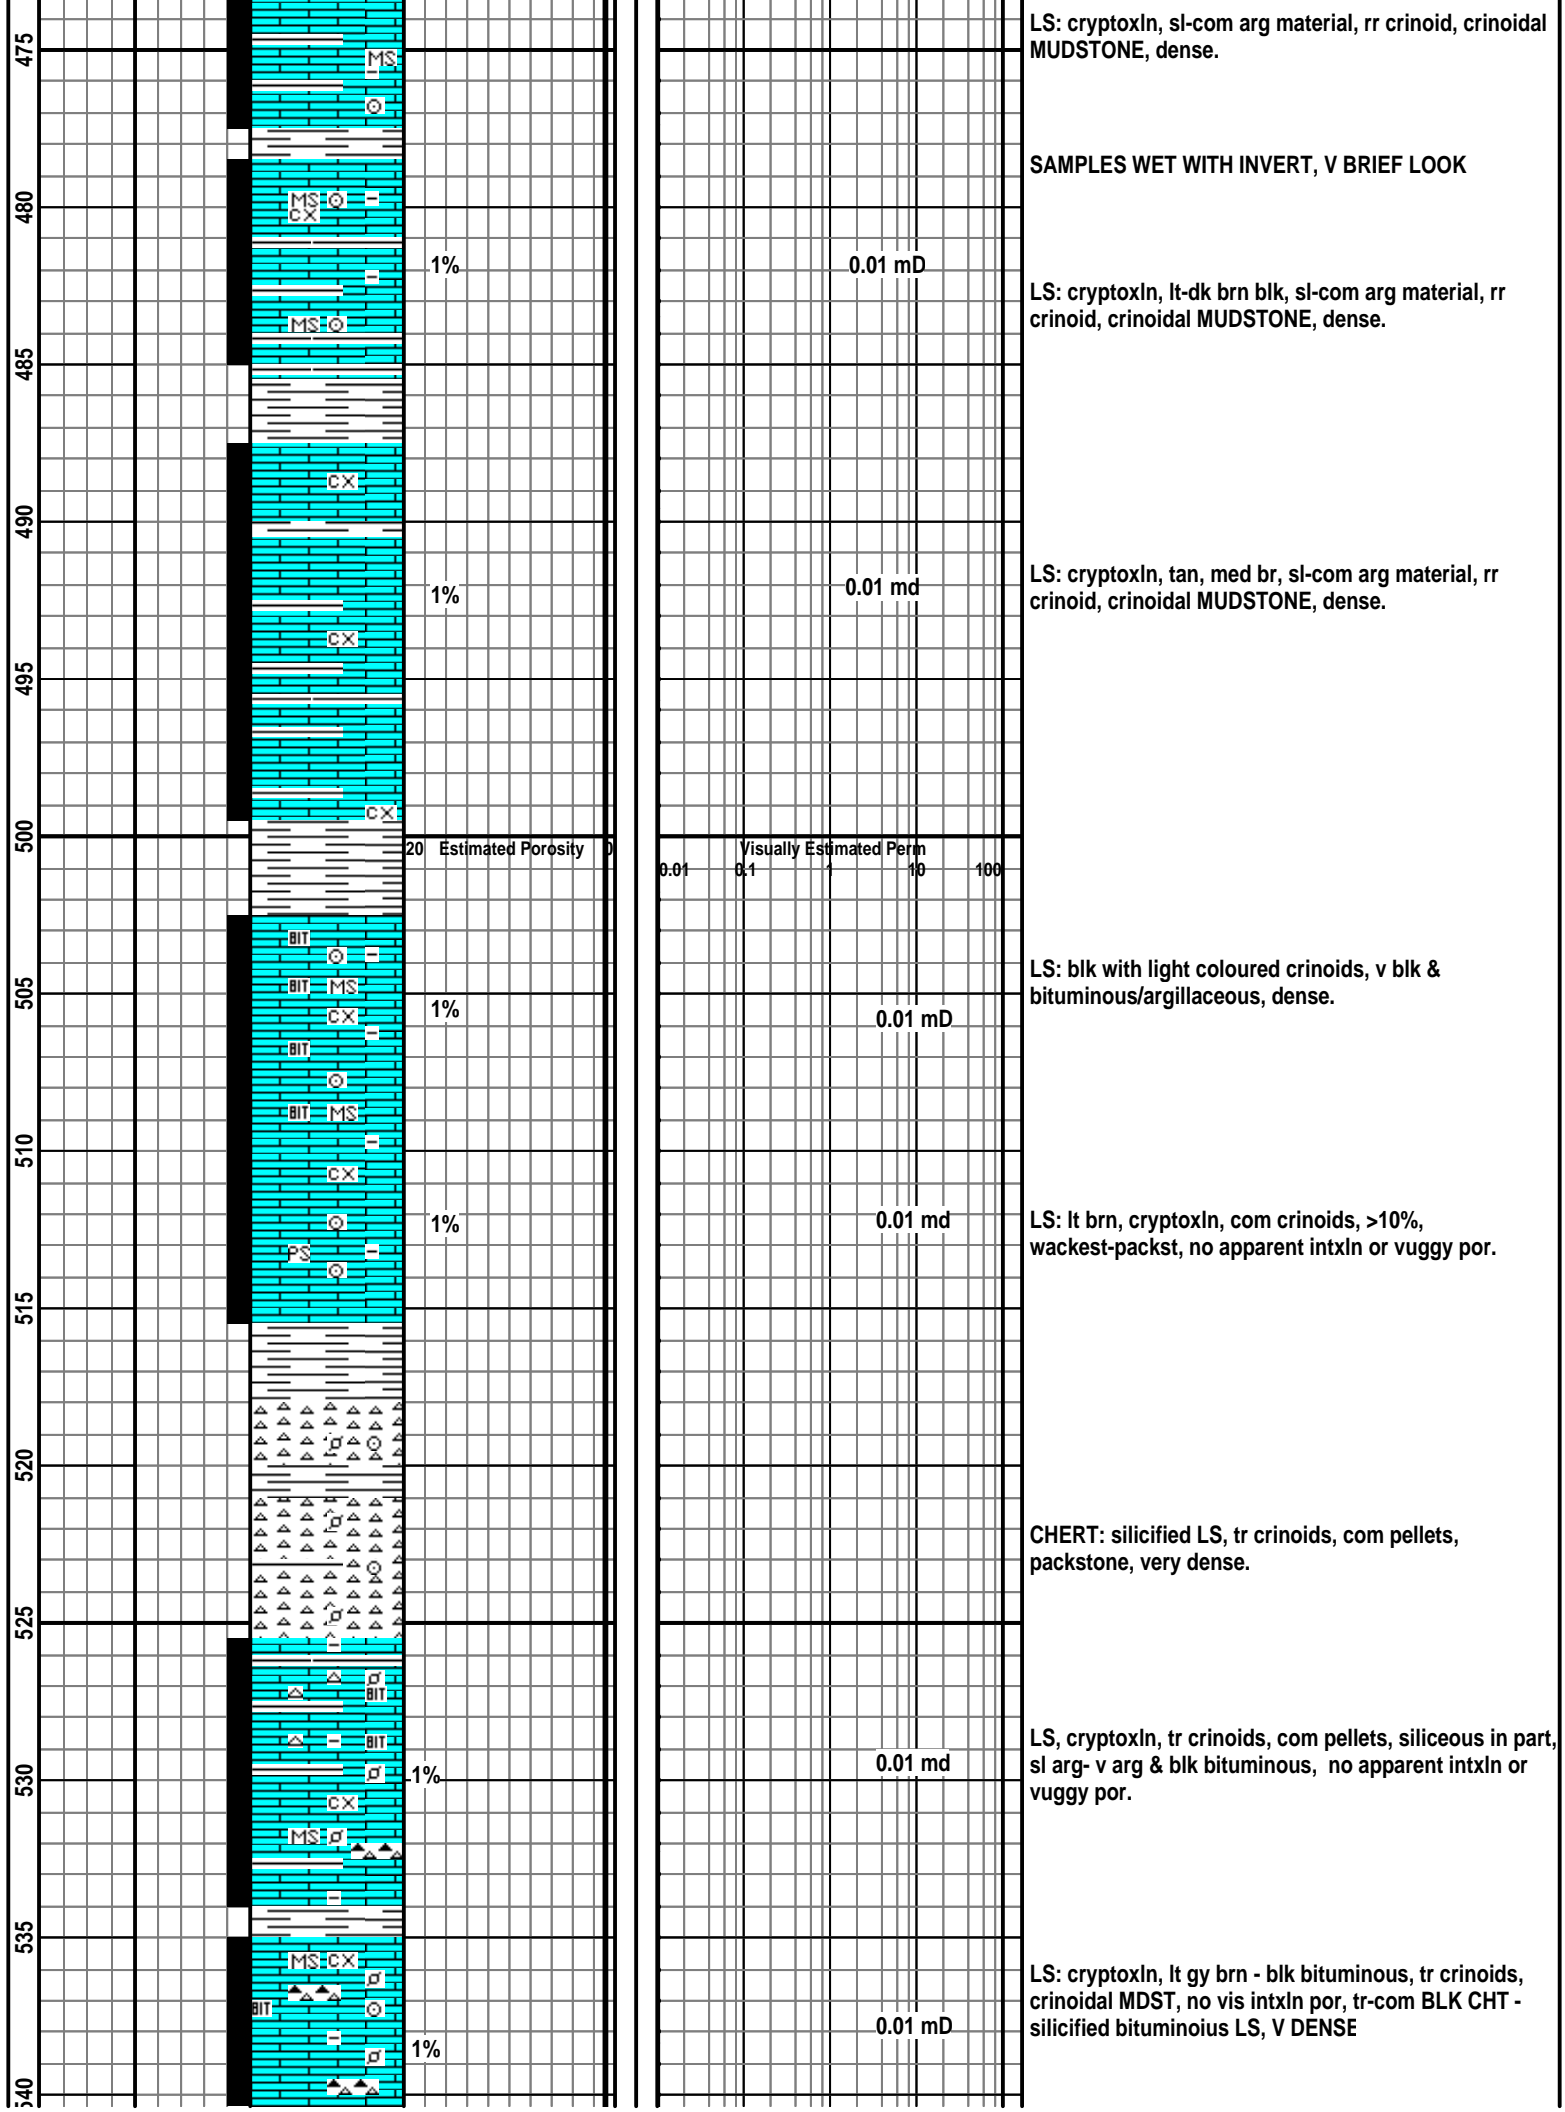 LS: cryptoxln, sl-com arg material, rr crinoid, crinoidal
MUDSTONE, dense.
475
MS
SAMPLES WET WITH INVERT, V BRIEF LOOK
480
MS
CX
1%
0.01 mD
LS: cryptoxln, lt-dk brn blk, sl-com arg material, rr
crinoid, crinoidal MUDSTONE, dense.
MS
485
CX
490
1%
0.01 md
LS: cryptoxln, tan, med br, sl-com arg material, rr
crinoid, crinoidal MUDSTONE, dense.
CX
495
CX
500
20 Estimated Porosity 0
Visually Estimated Perm
0.01 0.1 1 10 100
BIT
LS: blk with light coloured crinoids, v blk &
bituminous/argillaceous, dense.
BIT MS
505
1%
CX
0.01 mD
BIT
BIT MS
510
CX
1%
0.01 md
LS: lt brn, cryptoxln, com crinoids, >10%,
wackest-packst, no apparent intxln or vuggy por.
PS
515
520
CHERT: silicified LS, tr crinoids, com pellets,
packstone, very dense.
525
BIT
BIT
LS, cryptoxln, tr crinoids, com pellets, siliceous in part,
sl arg- v arg & blk bituminous, no apparent intxln or
vuggy por.
0.01 md
530
1%
CX
MS
535
MS CX
LS: cryptoxln, lt gy brn - blk bituminous, tr crinoids,
crinoidal MDST, no vis intxln por, tr-com BLK CHT -
silicified bituminoius LS, V DENSE
BIT
0.01 mD
1%
540